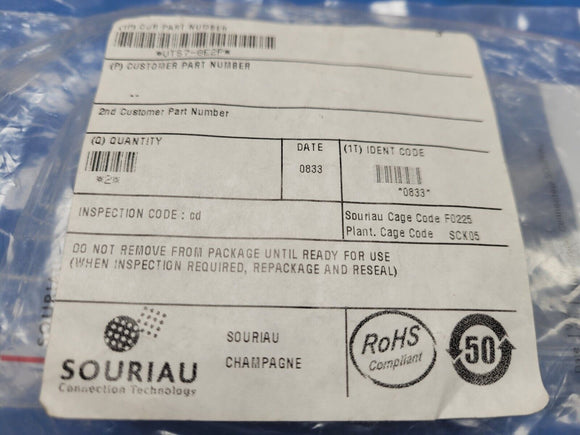 (1P) OUR PART NUMBER
*UTS7-8E2P*
(P) CUSTOMER PART NUMBER
--
2nd Customer Part Number
(Q) QUANTITY
*2*
DATE
0833
(1T) IDENT CODE
*0833*
INSPECTION CODE : cd
Souriau Cage Code F0225
Plant. Cage Code SCK05
DO NOT REMOVE FROM PACKAGE UNTIL READY FOR USE
(WHEN INSPECTION REQUIRED, REPACKAGE AND RESEAL)
SOURIAU
Connection Technology
SOURIAU
CHAMPAGNE
RoHS
Compliant
50